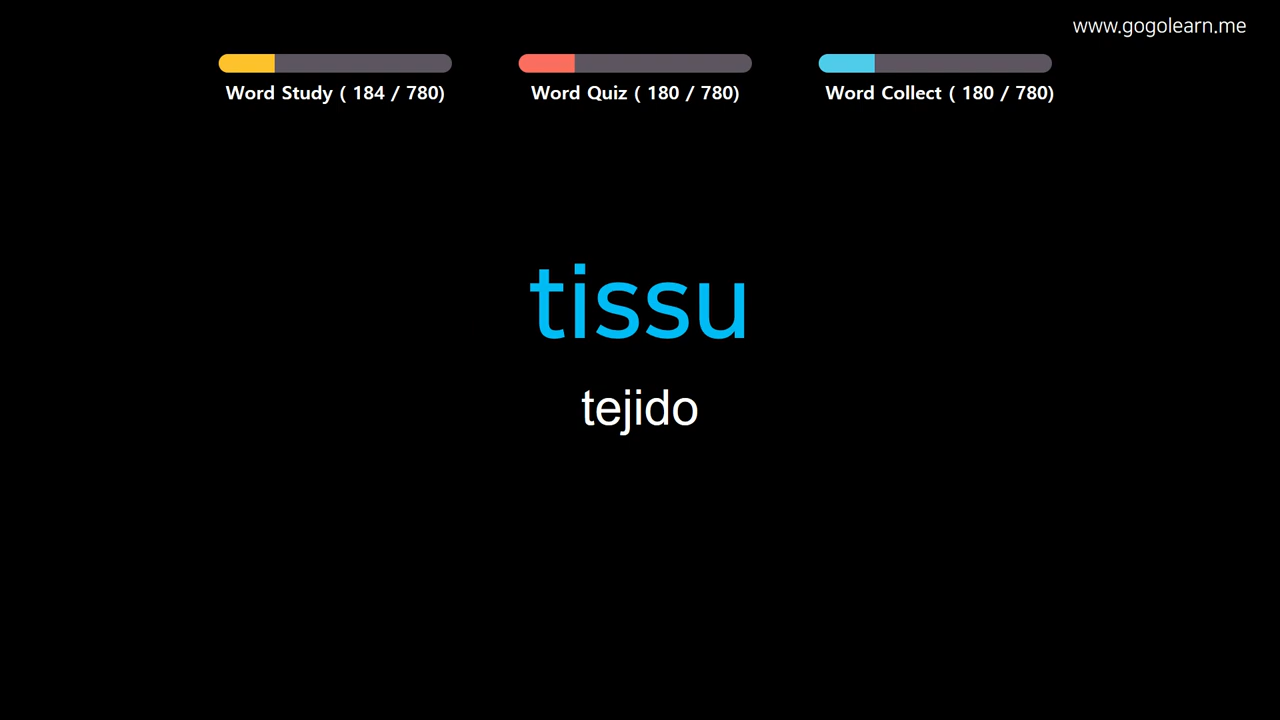 www.gogolearn.me
Word Study ( 184 / 780)
Word Quiz ( 180 / 780)
Word Collect ( 180 / 780)
tissu
tejido